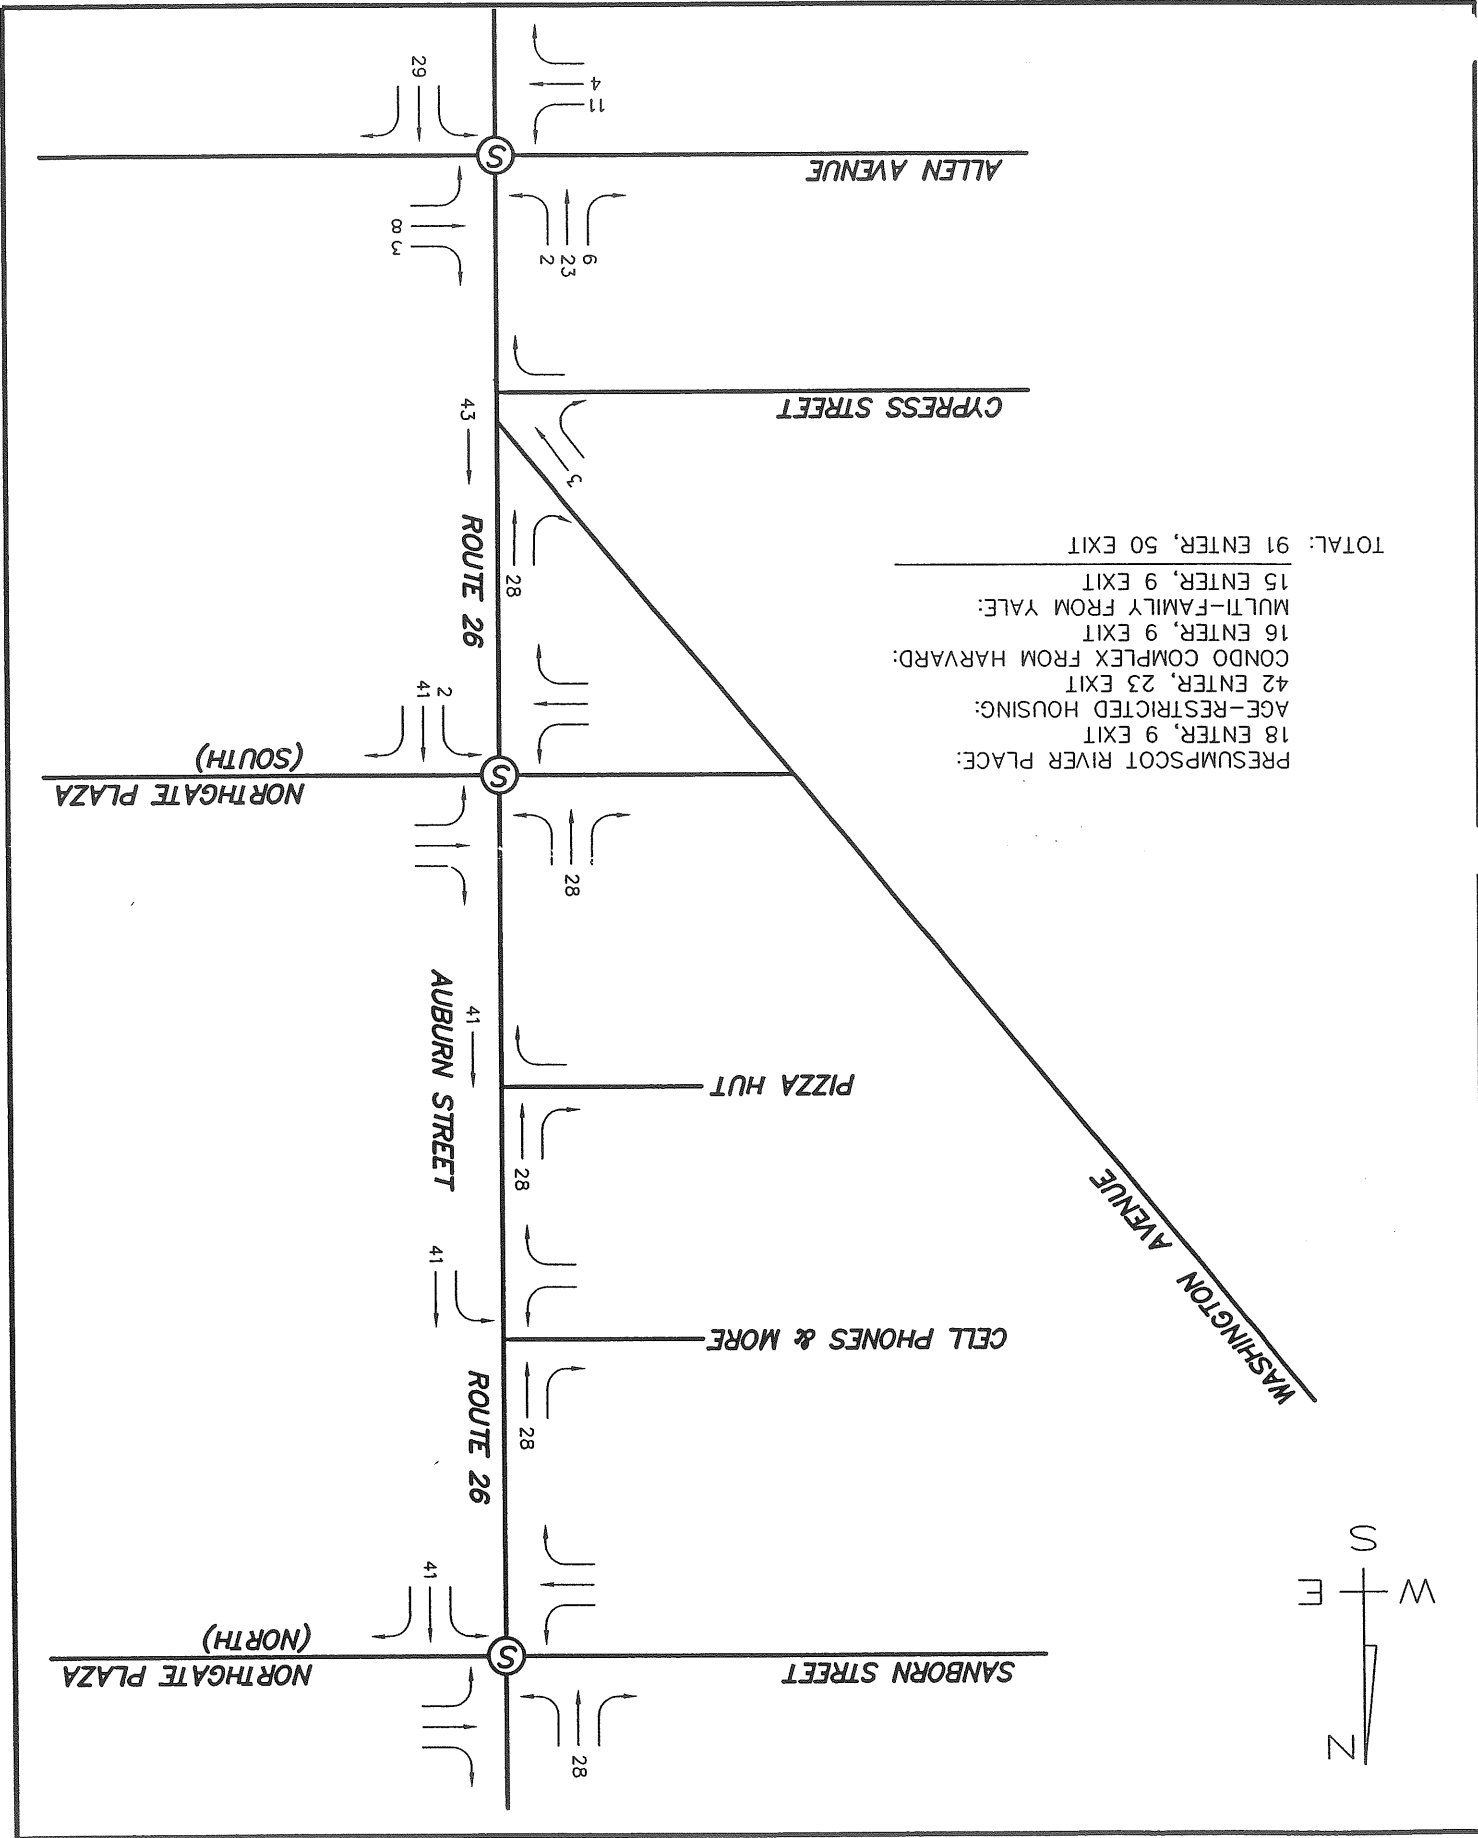 N
W E
S
SANBORN STREET
NORTHGATE PLAZA
(NORTH)
28
41
ROUTE 26
CELL PHONES & MORE
28
41
WASHINGTON AVENUE
PIZZA HUT
28
41
AUBURN STREET
28
NORTHGATE PLAZA
(SOUTH)
2
41
PRESUMPSCOT RIVER PLACE:
18 ENTER, 9 EXIT
AGE-RESTRICTED HOUSING:
42 ENTER, 23 EXIT
CONDO COMPLEX FROM HARVARD:
16 ENTER, 9 EXIT
MULTI-FAMILY FROM YALE:
15 ENTER, 9 EXIT
TOTAL: 91 ENTER, 50 EXIT
28
ROUTE 26
3
43
CYPRESS STREET
6
23
2
3
8
ALLEN AVENUE
4
11
29
S
S
S